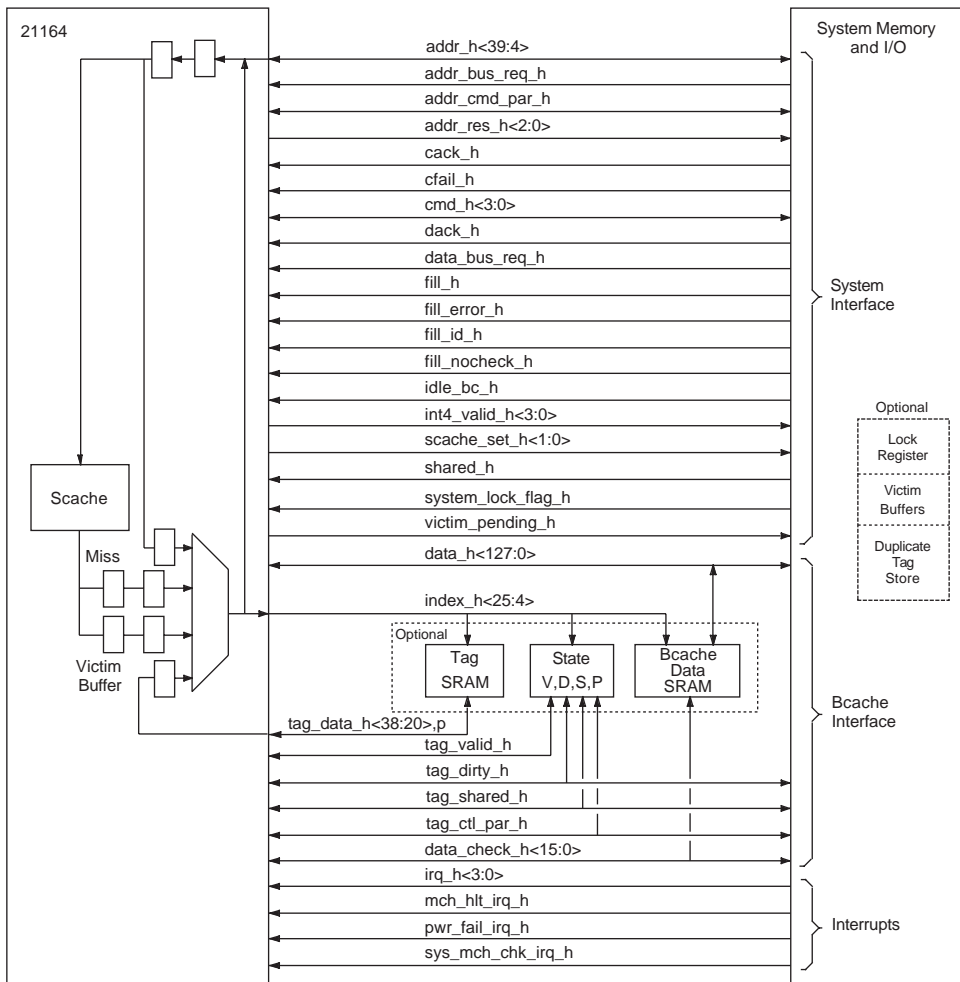 21164
System Memory
and I/O
addr_h<39:4>
addr_bus_req_h
addr_cmd_par_h
addr_res_h<2:0>
cack_h
cfail_h
cmd_h<3:0>
dack_h
data_bus_req_h
fill_h
fill_error_h
fill_id_h
fill_nocheck_h
idle_bc_h
int4_valid_h<3:0>
scache_set_h<1:0>
shared_h
system_lock_flag_h
victim_pending_h
System
Interface
Optional
Lock
Register
Victim
Buffers
Duplicate
Tag
Store
Scache
Miss
Victim
Buffer
data_h<127:0>
index_h<25:4>
Optional
Tag
SRAM
State
V,D,S,P
Bcache
Data
SRAM
tag_data_h<38:20>,p
tag_valid_h
tag_dirty_h
tag_shared_h
tag_ctl_par_h
data_check_h<15:0>
Bcache
Interface
irq_h<3:0>
mch_hlt_irq_h
pwr_fail_irq_h
sys_mch_chk_irq_h
Interrupts